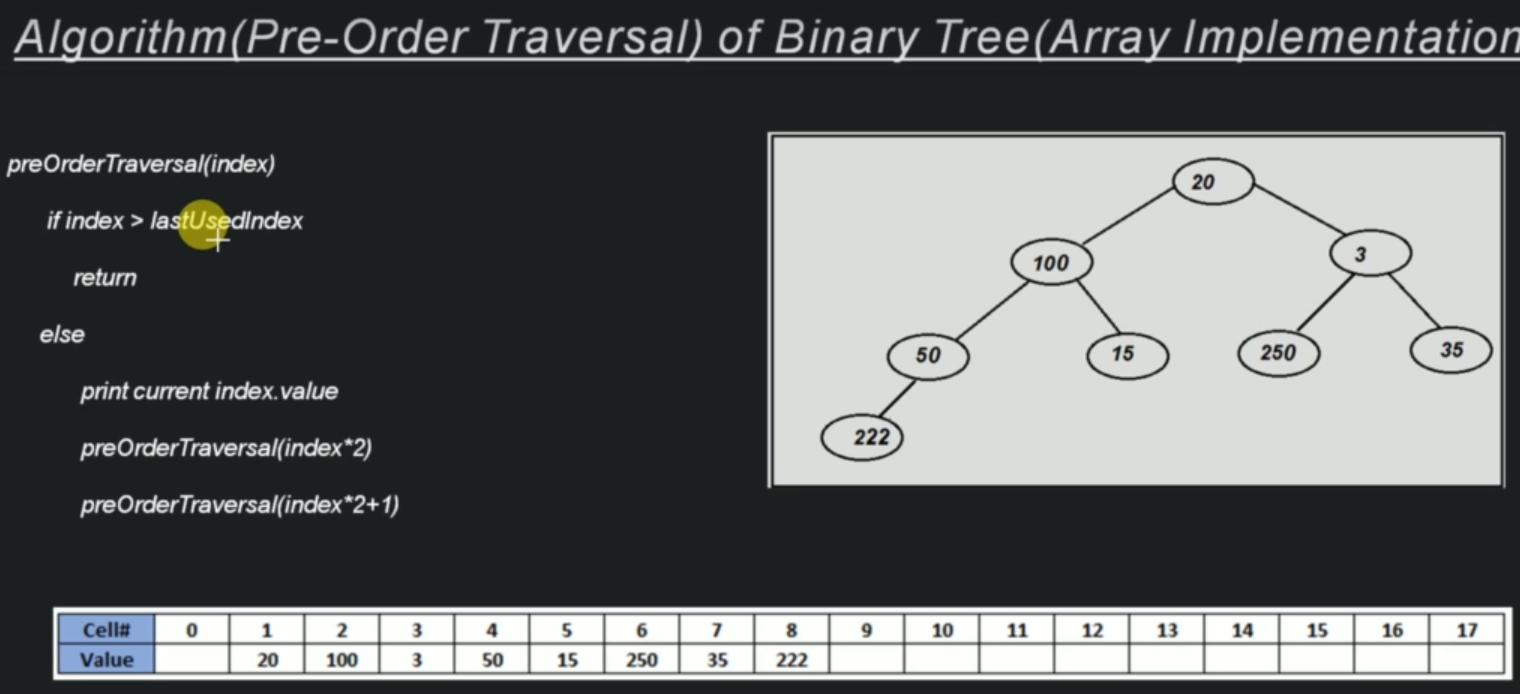 Algorithm(Pre-Order Traversal) of Binary Tree(Array Implementation
preOrderTraversal(index)
if index > lastUsedIndex
return
else
print current index.value
preOrderTraversal(index*2)
preOrderTraversal(index*2+1)
20
100
3
50
15
250
35
222
Cell# 0 1 2 3 4 5 6 7 8 9 10 11 12 13 14 15 16 17
Value 20 100 3 50 15 250 35 222